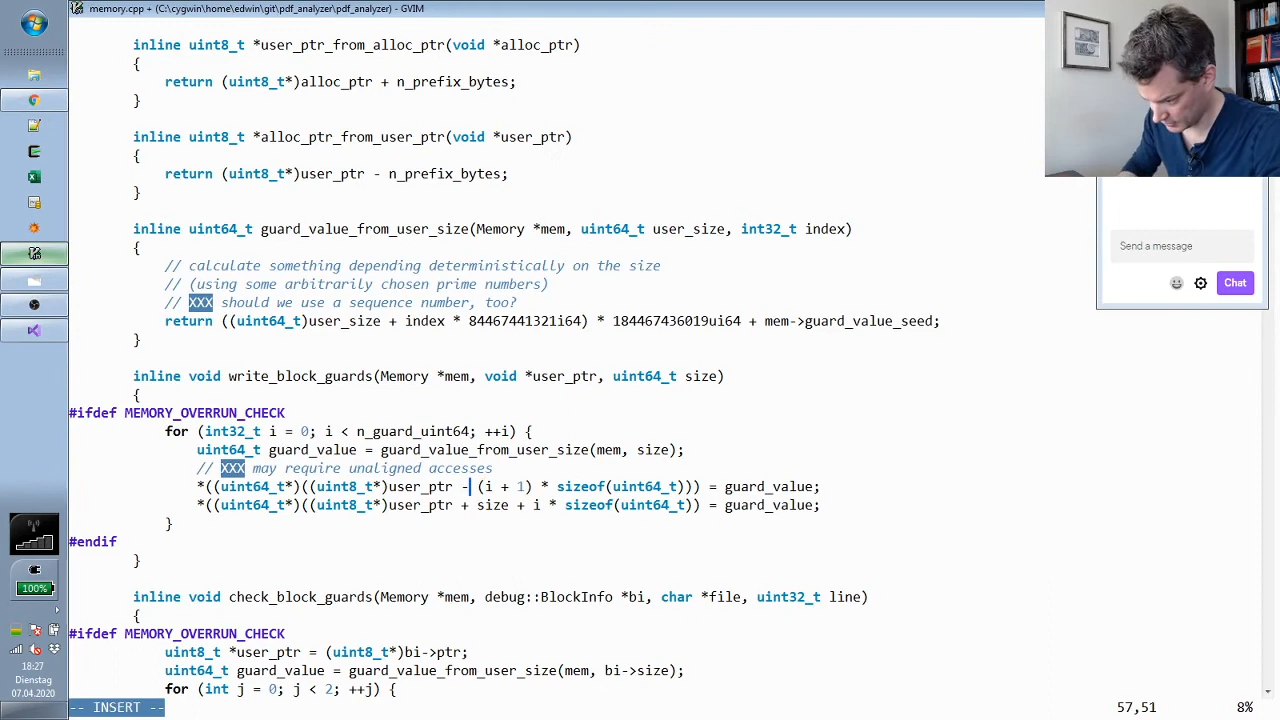 memory.cpp + (C:\cygwin\home\edwin\git\pdf_analyzer\pdf_analyzer) - GVIM
inline uint8_t *user_ptr_from_alloc_ptr(void *alloc_ptr)
{
return (uint8_t*)alloc_ptr + n_prefix_bytes;
}
inline uint8_t *alloc_ptr_from_user_ptr(void *user_ptr)
{
return (uint8_t*)user_ptr - n_prefix_bytes;
}
inline uint64_t guard_value_from_user_size(Memory *mem, uint64_t user_size, int32_t index)
{
// calculate something depending deterministically on the size
// (using some arbitrarily chosen prime numbers)
// XXX should we use a sequence number, too?
return ((uint64_t)user_size + index * 84467441321i64) * 184467436019ui64 + mem->guard_value_seed;
}
inline void write_block_guards(Memory *mem, void *user_ptr, uint64_t size)
{
#ifdef MEMORY_OVERRUN_CHECK
for (int32_t i = 0; i < n_guard_uint64; ++i) {
uint64_t guard_value = guard_value_from_user_size(mem, size);
// XXX may require unaligned accesses
*((uint64_t*)((uint8_t*)user_ptr - (i + 1) * sizeof(uint64_t))) = guard_value;
*((uint64_t*)((uint8_t*)user_ptr + size + i * sizeof(uint64_t)) = guard_value;
}
#endif
}
inline void check_block_guards(Memory *mem, debug::BlockInfo *bi, char *file, uint32_t line)
{
#ifdef MEMORY_OVERRUN_CHECK
uint8_t *user_ptr = (uint8_t*)bi->ptr;
uint64_t guard_value = guard_value_from_user_size(mem, bi->size);
for (int j = 0; j < 2; ++j) {
-- INSERT --
57,51
8%
Send a message
Chat
100%
18:27
Dienstag
07.04.2020